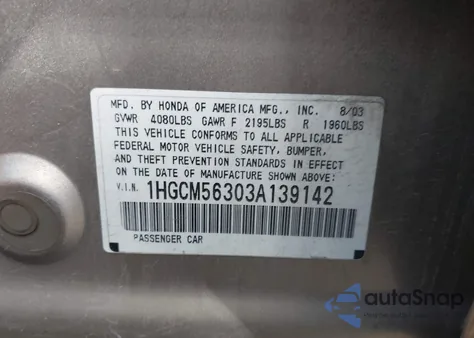 MFD. BY HONDA OF AMERICA MFG., INC. 8/03
GVWR 4080LBS GAWR F 2195LBS R 1960LBS
THIS VEHICLE CONFORMS TO ALL APPLICABLE
FEDERAL MOTOR VEHICLE SAFETY, BUMPER,
AND THEFT PREVENTION STANDARDS IN EFFECT
ON THE DATE OF MANUFACTURE SHOWN ABOVE:
V.I.N. 1HGCM56303A139142
PASSENGER CAR
autoSnap